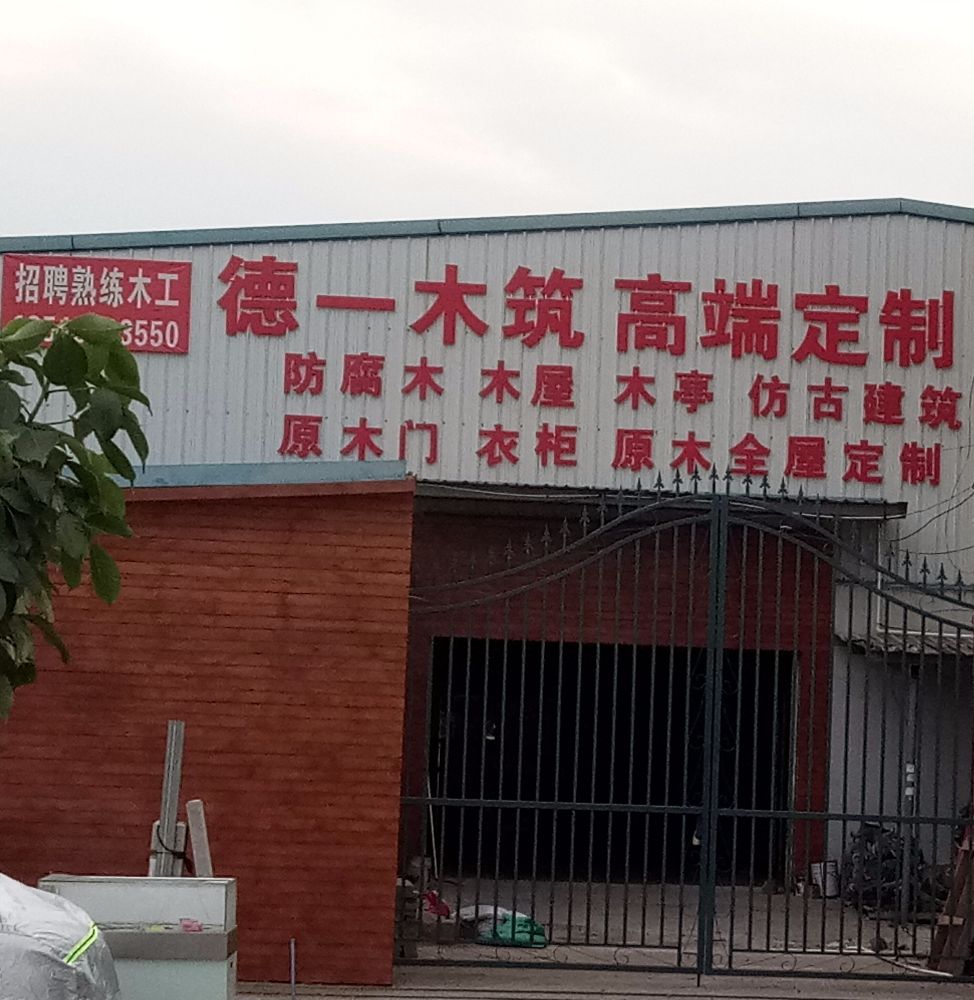 招聘熟练木工
3550
德一木筑 高端定制
防腐木 木屋 木亭 仿古建筑
原木门 衣柜 原木全屋定制